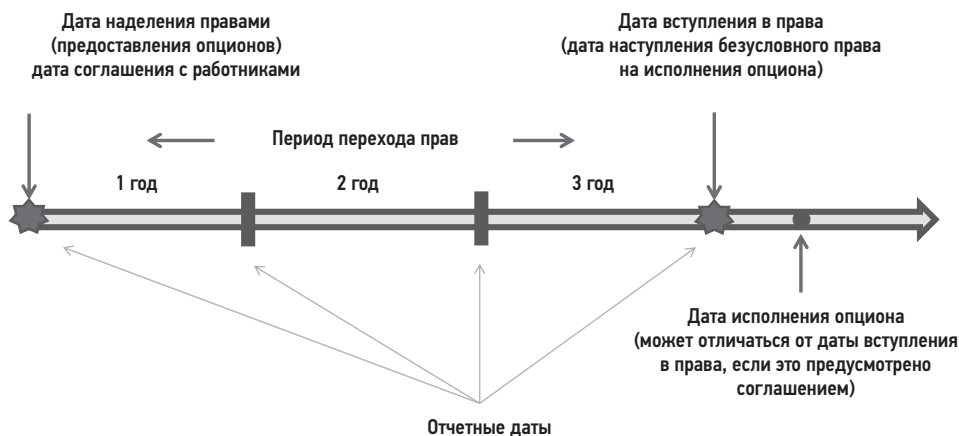 Дата наделения правами
(предоставления опционов)
дата соглашения с работниками
Дата вступления в права
(дата наступления безусловного права
на исполнения опциона)
Период перехода прав
1 год
2 год
3 год
Дата исполнения опциона
(может отличаться от даты вступления
в права, если это предусмотрено
соглашением)
Отчетные даты